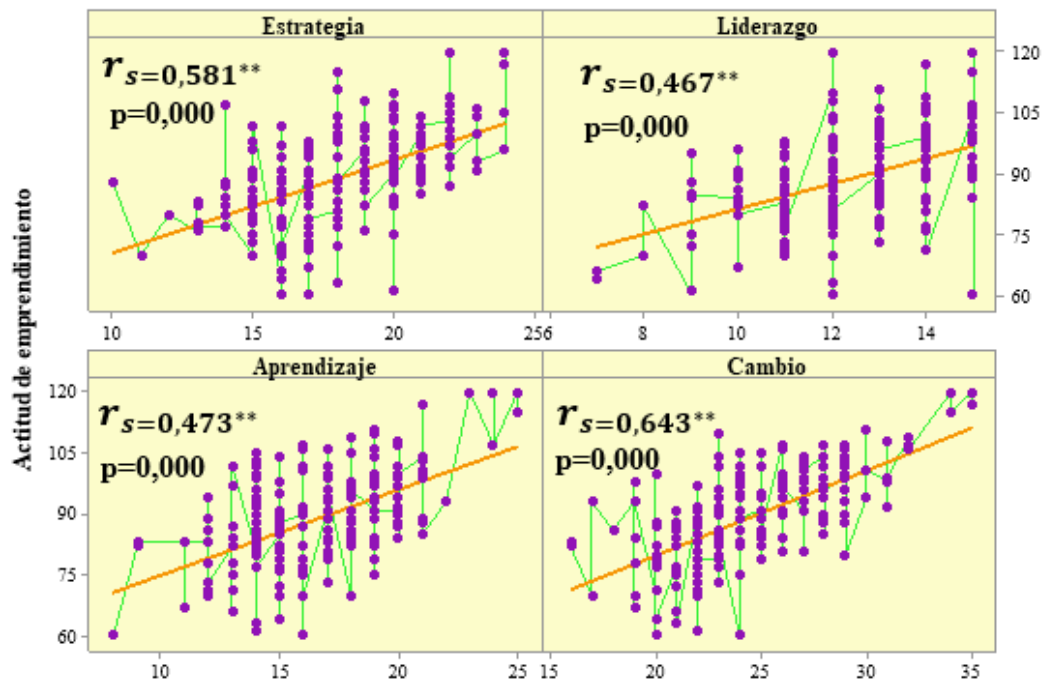 Estrategia
Liderazgo
r s=0,581**
p=0,000
r s=0,467**
p=0,000
120
105
90
75
60
10 15 20 25
6 8 10 12 14
Actitud de emprendimiento
Aprendizaje
Cambio
r s=0,473**
p=0,000
r s=0,643**
p=0,000
120
105
90
75
60
10 15 20 25
15 20 25 30 35